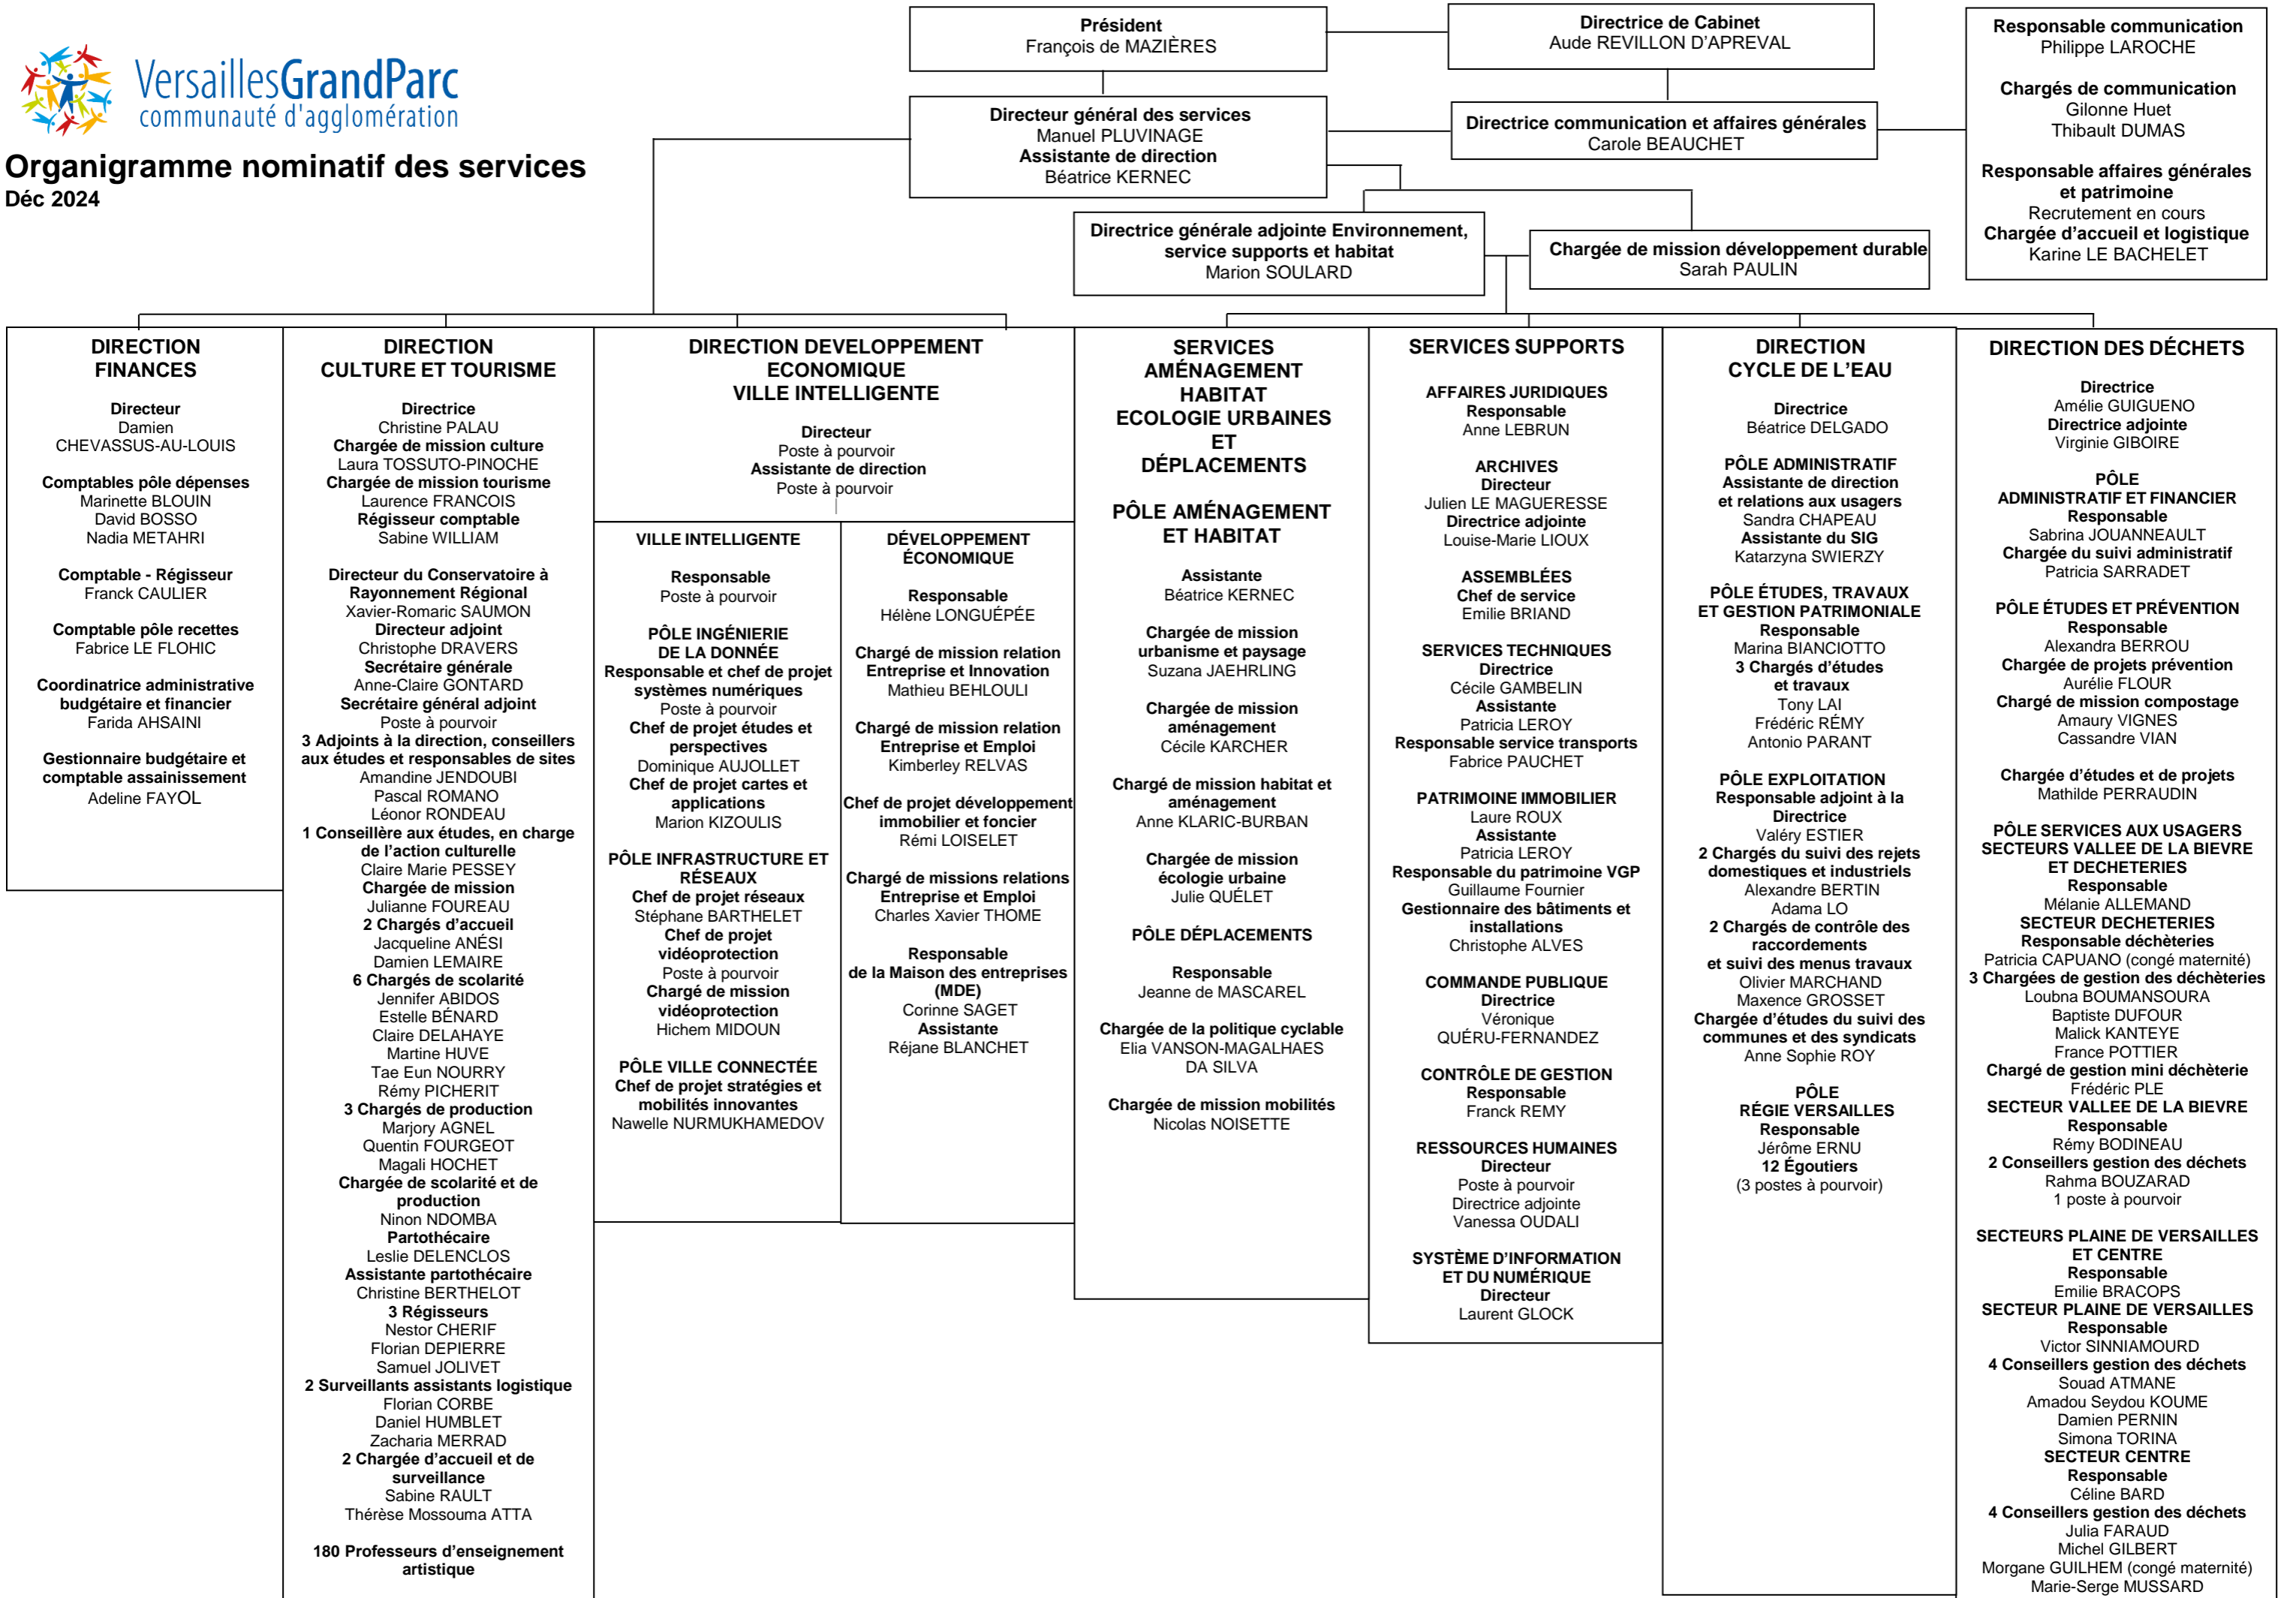 VersaillesGrandParc
communauté d'agglomération
Organigramme nominatif des services
Déc 2024
Président
François de MAZIÈRES
Directrice de Cabinet
Aude REVILLON D'APREVAL
Responsable communication
Philippe LAROCHE
Chargés de communication
Gilonne Huet
Thibault DUMAS
Responsable affaires générales
et patrimoine
Recrutement en cours
Chargée d'accueil et logistique
Karine LE BACHELET
Directeur général des services
Manuel PLUVINAGE
Assistante de direction
Béatrice KERNEC
Directrice communication et affaires générales
Carole BEAUCHET
Directrice générale adjointe Environnement,
service supports et habitat
Marion SOULARD
Chargée de mission développement durable
Sarah PAULIN
DIRECTION
FINANCES
Directeur
Damien
CHEVASSUS-AU-LOUIS
Comptables pôle dépenses
Marinette BLOUIN
David BOSSO
Nadia METAHRI
Comptable - Régisseur
Franck CAULIER
Comptable pôle recettes
Fabrice LE FLOHIC
Coordinatrice administrative
budgétaire et financier
Farida AHSAINI
Gestionnaire budgétaire et
comptable assainissement
Adeline FAYOL
DIRECTION
CULTURE ET TOURISME
Directrice
Christine PALAU
Chargée de mission culture
Laura TOSSUTO-PINOCHE
Chargée de mission tourisme
Laurence FRANCOIS
Régisseur comptable
Sabine WILLIAM
Directeur du Conservatoire à
Rayonnement Régional
Xavier-Romaric SAUMON
Directeur adjoint
Christophe DRAVERS
Secrétaire générale
Anne-Claire GONTARD
Secrétaire général adjoint
Poste à pourvoir
3 Adjoints à la direction, conseillers
aux études et responsables de sites
Amandine JENDOUBI
Pascal ROMANO
Léonor RONDEAU
1 Conseillère aux études, en charge
de l'action culturelle
Claire Marie PESSEY
Chargée de mission
Julianne FOUREAU
2 Chargés d'accueil
Jacqueline ANÉSI
Damien LEMAIRE
6 Chargés de scolarité
Jennifer ABIDOS
Estelle BÉNARD
Claire DELAHAYE
Martine HUVE
Tae Eun NOURRY
Rémy PICHERIT
3 Chargés de production
Marjory AGNEL
Quentin FOURGEOT
Magali HOCHET
Chargée de scolarité et de
production
Ninon NDOMBA
Partothécaire
Leslie DELENCLOS
Assistante partothécaire
Christine BERTHELOT
3 Régisseurs
Nestor CHERIF
Florian DEPIERRE
Samuel JOLIVET
2 Surveillants assistants logistique
Florian CORBE
Daniel HUMBLET
Zacharia MERRAD
2 Chargée d'accueil et de
surveillance
Sabine RAULT
Thérèse Mossouma ATTA
180 Professeurs d'enseignement
artistique
DIRECTION DEVELOPPEMENT
ECONOMIQUE
VILLE INTELLIGENTE
Directeur
Poste à pourvoir
Assistante de direction
Poste à pourvoir
VILLE INTELLIGENTE
Responsable
Poste à pourvoir
PÔLE INGÉNIERIE
DE LA DONNÉE
Responsable et chef de projet
systèmes numériques
Poste à pourvoir
Chef de projet études et
perspectives
Dominique AUJOLLET
Chef de projet cartes et
applications
Marion KIZOULIS
PÔLE INFRASTRUCTURE ET
RÉSEAUX
Chef de projet réseaux
Stéphane BARTHELET
Chef de projet
vidéoprotection
Poste à pourvoir
Chargé de mission
vidéoprotection
Hichem MIDOUN
PÔLE VILLE CONNECTÉE
Chef de projet stratégies et
mobilités innovantes
Nawelle NURMUKHAMEDOV
DÉVELOPPEMENT
ÉCONOMIQUE
Responsable
Hélène LONGUÉPÉE
Chargé de mission relation
Entreprise et Innovation
Mathieu BEHLOULI
Chargé de mission relation
Entreprise et Emploi
Kimberley RELVAS
Chef de projet développement
immobilier et foncier
Rémi LOISELET
Chargé de missions relations
Entreprise et Emploi
Charles Xavier THOME
Responsable
de la Maison des entreprises
(MDE)
Corinne SAGET
Assistante
Réjane BLANCHET
SERVICES
AMÉNAGEMENT
HABITAT
ECOLOGIE URBAINES
ET
DÉPLACEMENTS
PÔLE AMÉNAGEMENT
ET HABITAT
Assistante
Béatrice KERNEC
Chargée de mission
urbanisme et paysage
Suzana JAEHRLING
Chargée de mission
aménagement
Cécile KARCHER
Chargé de mission habitat et
aménagement
Anne KLARIC-BURBAN
Chargée de mission
écologie urbaine
Julie QUÉLET
PÔLE DÉPLACEMENTS
Responsable
Jeanne de MASCAREL
Chargée de la politique cyclable
Elia VANSON-MAGALHAES
DA SILVA
Chargée de mission mobilités
Nicolas NOISETTE
SERVICES SUPPORTS
AFFAIRES JURIDIQUES
Responsable
Anne LEBRUN
ARCHIVES
Directeur
Julien LE MAGUERESSE
Directrice adjointe
Louise-Marie LIOUX
ASSEMBLÉES
Chef de service
Emilie BRIAND
SERVICES TECHNIQUES
Directrice
Cécile GAMBELIN
Assistante
Patricia LEROY
Responsable service transports
Fabrice PAUCHET
PATRIMOINE IMMOBILIER
Laure ROUX
Assistante
Patricia LEROY
Responsable du patrimoine VGP
Guillaume Fournier
Gestionnaire des bâtiments et
installations
Christophe ALVES
COMMANDE PUBLIQUE
Directrice
Véronique
QUÉRU-FERNANDEZ
CONTRÔLE DE GESTION
Responsable
Franck REMY
RESSOURCES HUMAINES
Directeur
Poste à pourvoir
Directrice adjointe
Vanessa OUDALI
SYSTÈME D'INFORMATION
ET DU NUMÉRIQUE
Directeur
Laurent GLOCK
DIRECTION
CYCLE DE L'EAU
Directrice
Béatrice DELGADO
PÔLE ADMINISTRATIF
Assistante de direction
et relations aux usagers
Sandra CHAPEAU
Assistante du SIG
Katarzyna SWIERZY
PÔLE ÉTUDES, TRAVAUX
ET GESTION PATRIMONIALE
Responsable
Marina BIANCIOTTO
3 Chargés d'études
et travaux
Tony LAI
Frédéric RÉMY
Antonio PARANT
PÔLE EXPLOITATION
Responsable adjoint à la
Directrice
Valéry ESTIER
2 Chargés du suivi des rejets
domestiques et industriels
Alexandre BERTIN
Adama LO
2 Chargés de contrôle des
raccordements
et suivi des menus travaux
Olivier MARCHAND
Maxence GROSSET
Chargée d'études du suivi des
communes et des syndicats
Anne Sophie ROY
PÔLE
RÉGIE VERSAILLES
Responsable
Jérôme ERNU
12 Égoutiers
(3 postes à pourvoir)
DIRECTION DES DÉCHETS
Directrice
Amélie GUIGUENO
Directrice adjointe
Virginie GIBOIRE
PÔLE
ADMINISTRATIF ET FINANCIER
Responsable
Sabrina JOUANNEAULT
Chargée du suivi administratif
Patricia SARRADET
PÔLE ÉTUDES ET PRÉVENTION
Responsable
Alexandra BERROU
Chargée de projets prévention
Aurélie FLOUR
Chargé de mission compostage
Amaury VIGNES
Cassandre VIAN
Chargée d'études et de projets
Mathilde PERRAUDIN
PÔLE SERVICES AUX USAGERS
SECTEURS VALLEE DE LA BIEVRE
ET DECHETERIES
Responsable
Mélanie ALLEMAND
SECTEUR DECHETERIES
Responsable déchèteries
Patricia CAPUANO (congé maternité)
3 Chargées de gestion des déchèteries
Loubna BOUMANSOURA
Baptiste DUFOUR
Malick KANTEYE
France POTTIER
Chargé de gestion mini déchèterie
Frédéric PLE
SECTEUR VALLEE DE LA BIEVRE
Responsable
Rémy BODINEAU
2 Conseillers gestion des déchets
Rahma BOUZARAD
1 poste à pourvoir
SECTEURS PLAINE DE VERSAILLES
ET CENTRE
Responsable
Emilie BRACOPS
SECTEUR PLAINE DE VERSAILLES
Responsable
Victor SINNIAMOURD
4 Conseillers gestion des déchets
Souad ATMANE
Amadou Seydou KOUME
Damien PERNIN
Simona TORINA
SECTEUR CENTRE
Responsable
Céline BARD
4 Conseillers gestion des déchets
Julia FARAUD
Michel GILBERT
Morgane GUILHEM (congé maternité)
Marie-Serge MUSSARD